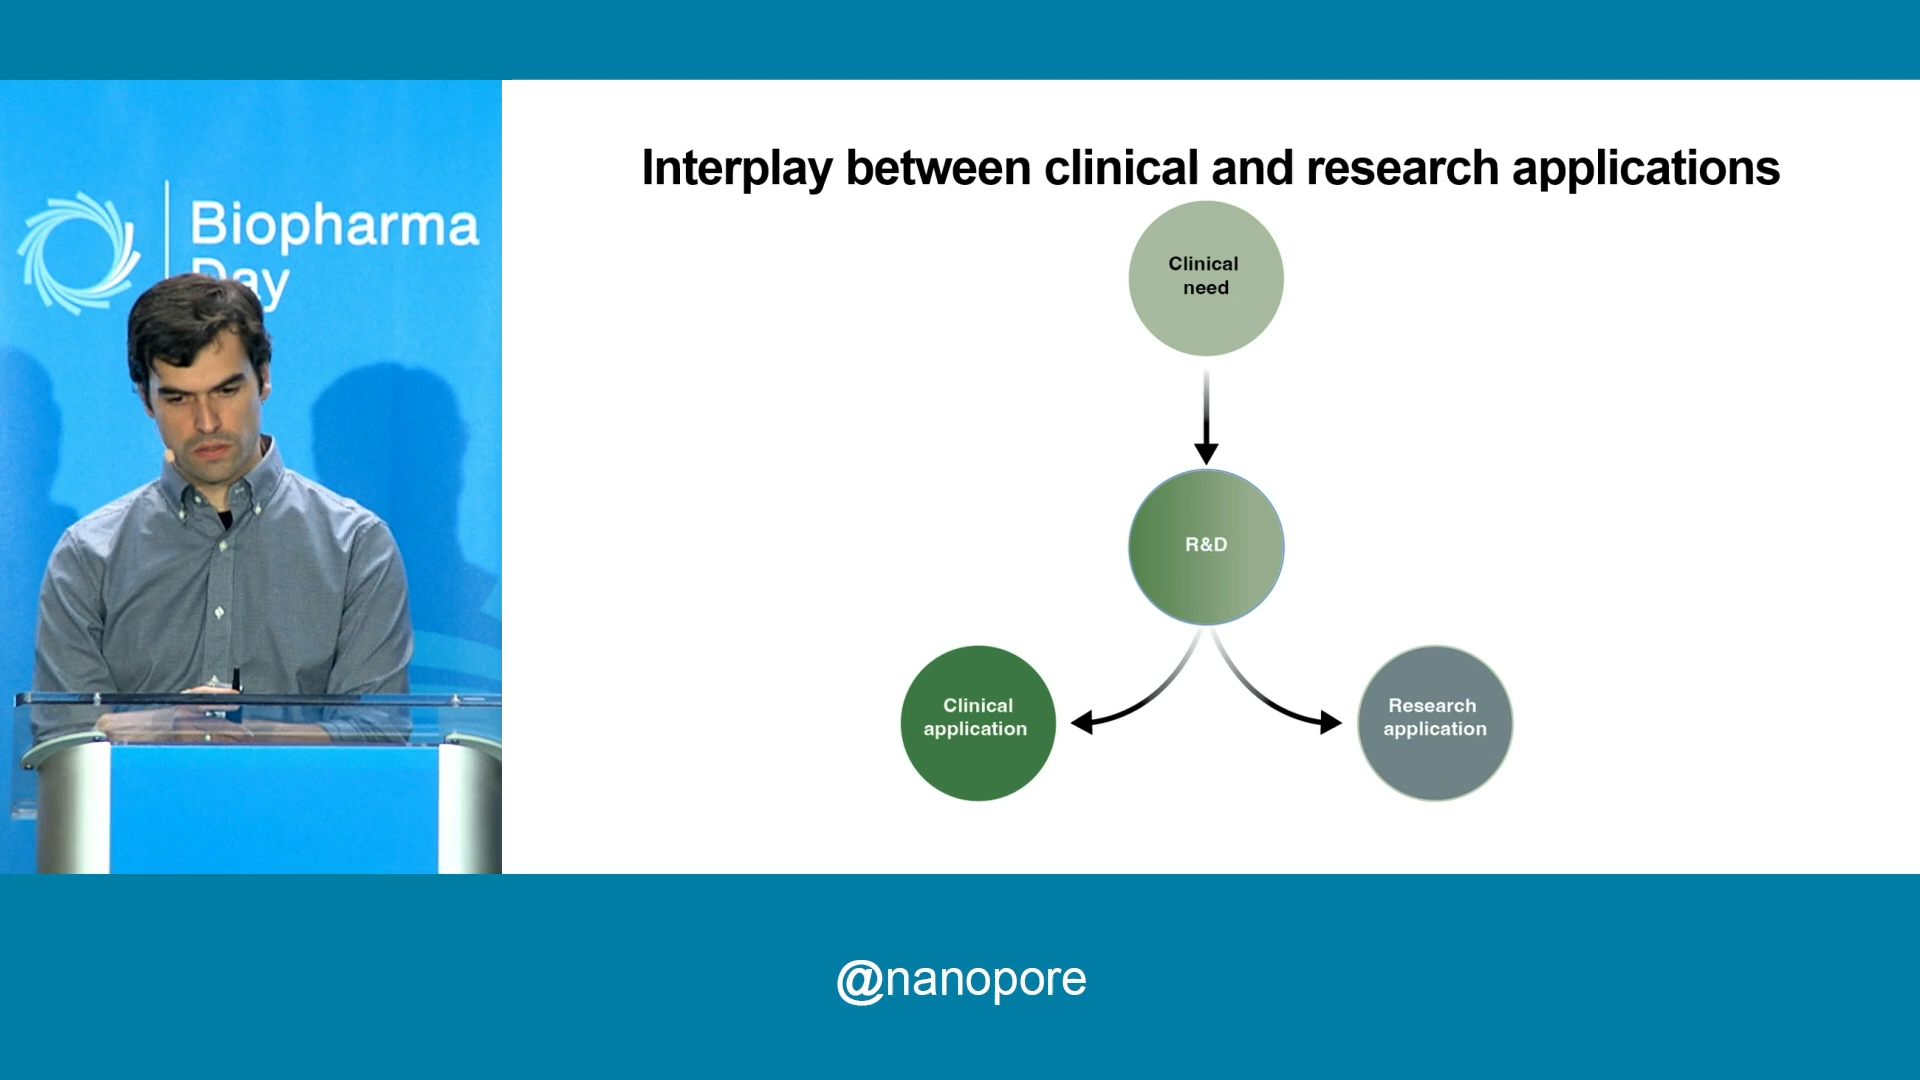 Biopharma
Day
Interplay between clinical and research applications
Clinical
need
R&D
Clinical
application
Research
application
@nanopore